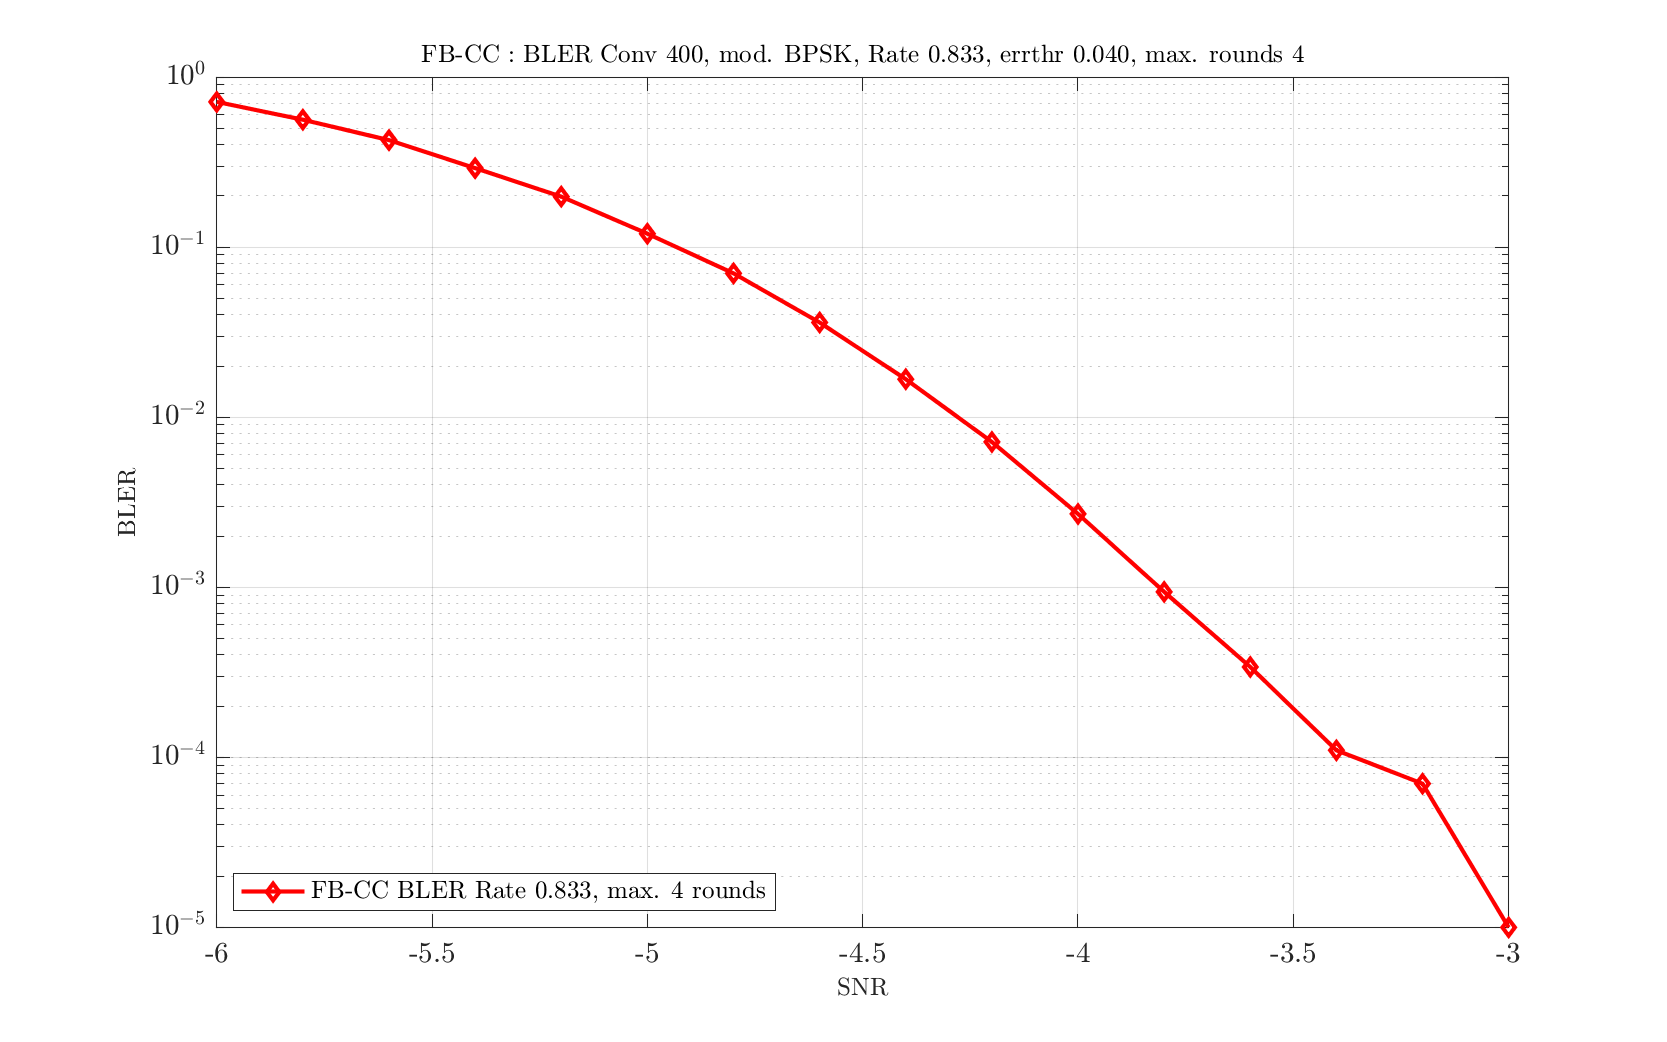 FB-CC : BLER Conv 400, mod. BPSK, Rate 0.833, errthr 0.040, max. rounds 4
10^0
10^-1
10^-2
10^-3
10^-4
10^-5
BLER
FB-CC BLER Rate 0.833, max. 4 rounds
-6 -5.5 -5 -4.5 -4 -3.5 -3
SNR